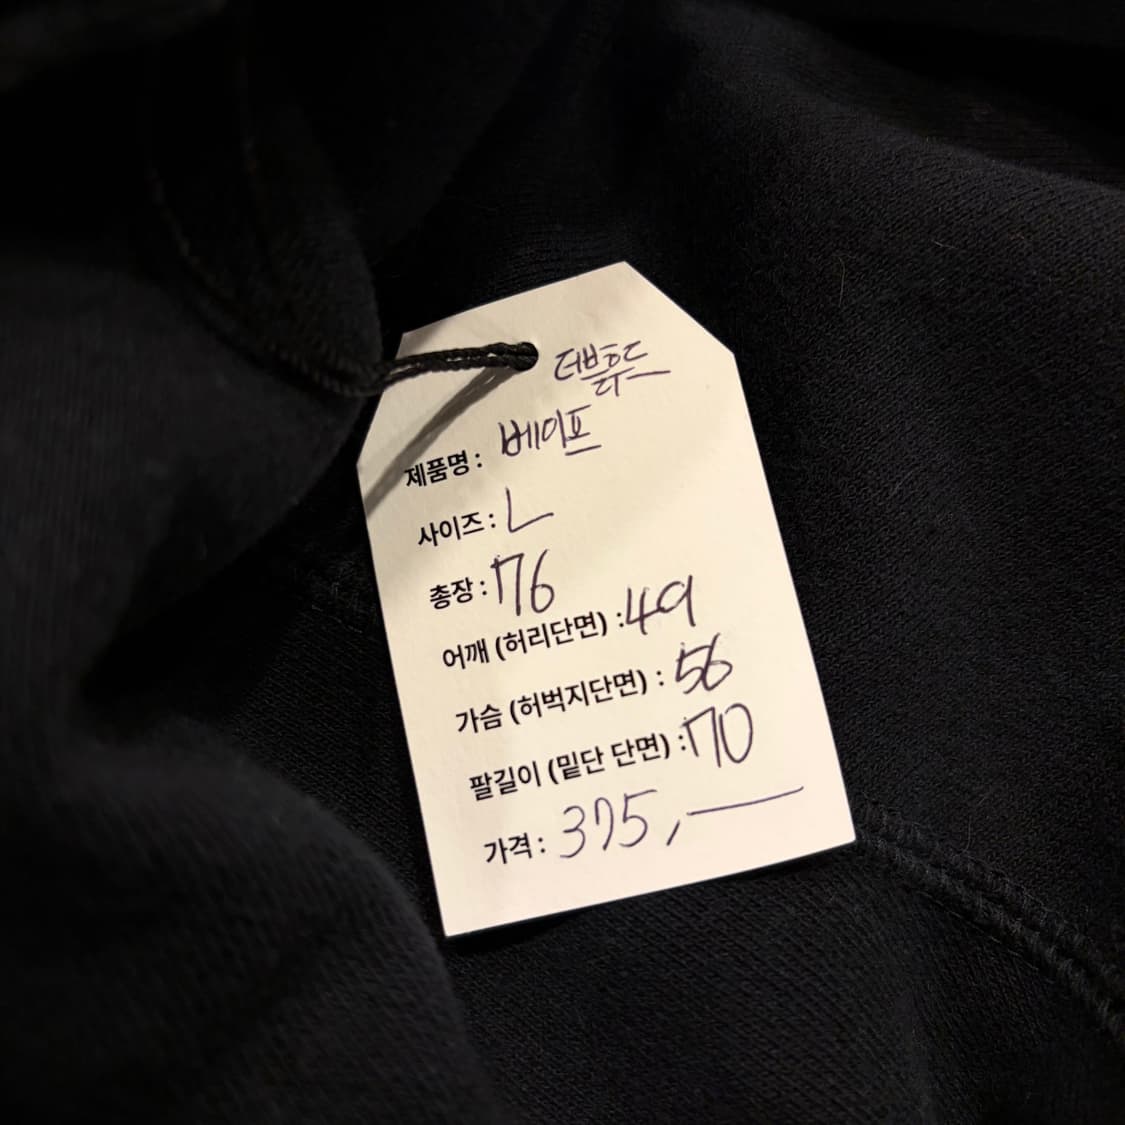 더블후드
제품명 : 베이프
사이즈 : L
총장 : 76
어깨 (허리단면) : 49
가슴 (허벅지단면) : 56
팔길이 (밑단 단면) : 70
가격 : 375,—